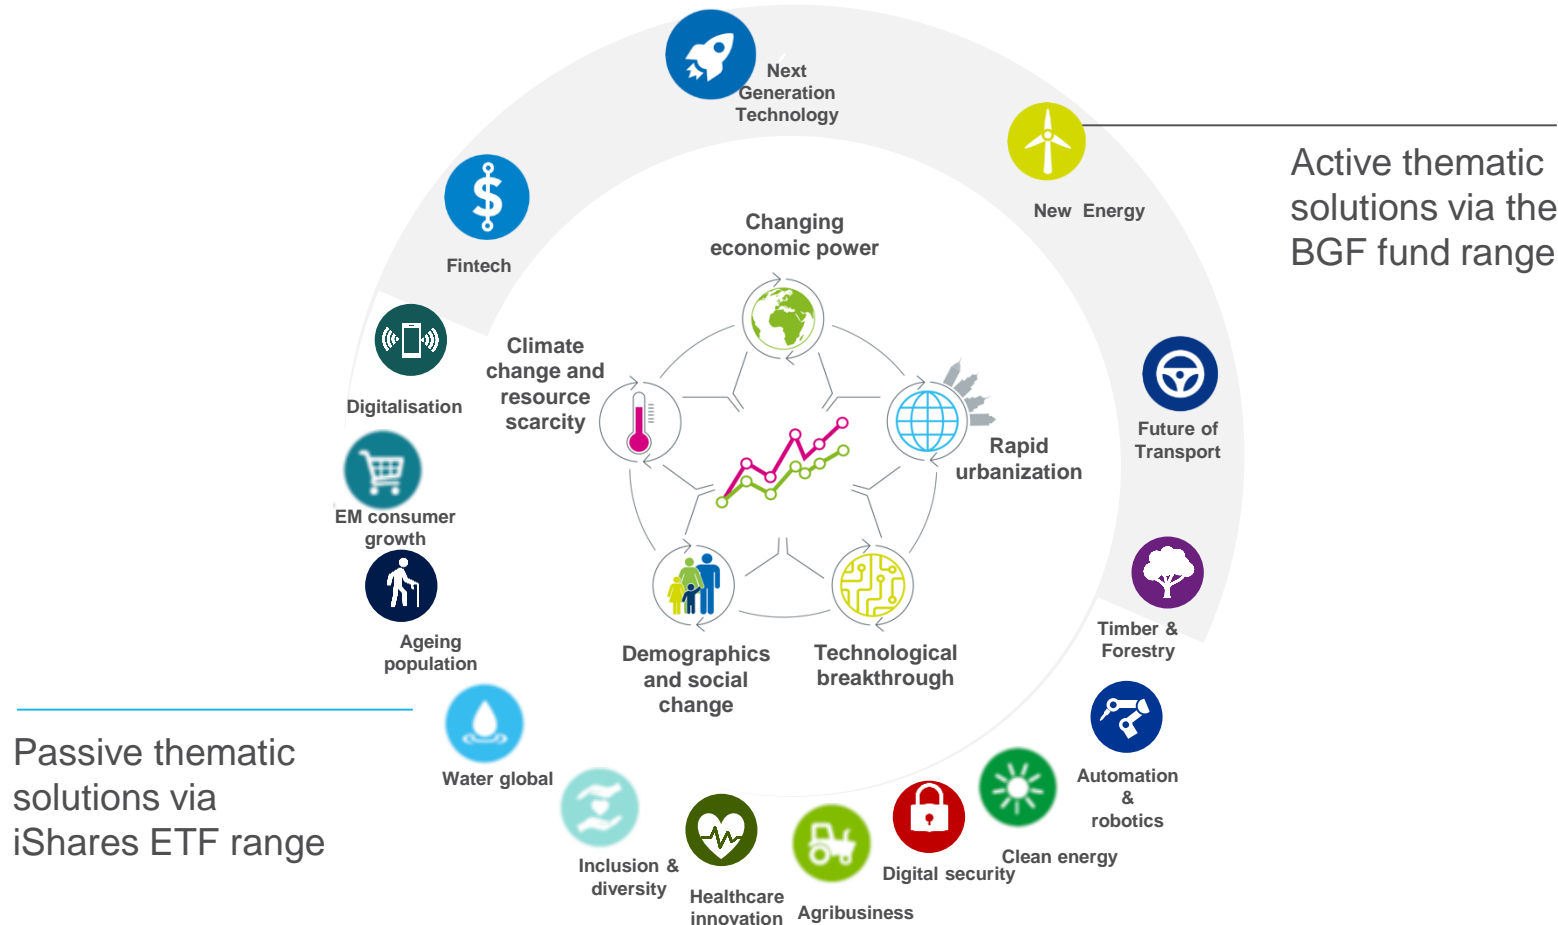 Next
Generation
Technology
New  Energy
Active thematic
solutions via the
BGF fund range
Fintech
Changing
economic power
Digitalisation
Climate
change and
resource
scarcity
Rapid
urbanization
Future of
Transport
EM consumer
growth
Ageing
population
Demographics
and social
change
Technological
breakthrough
Timber &
Forestry
Passive thematic
solutions via
iShares ETF range
Water global
Inclusion &
diversity
Healthcare
innovation
Agribusiness
Digital security
Clean energy
Automation
&
robotics